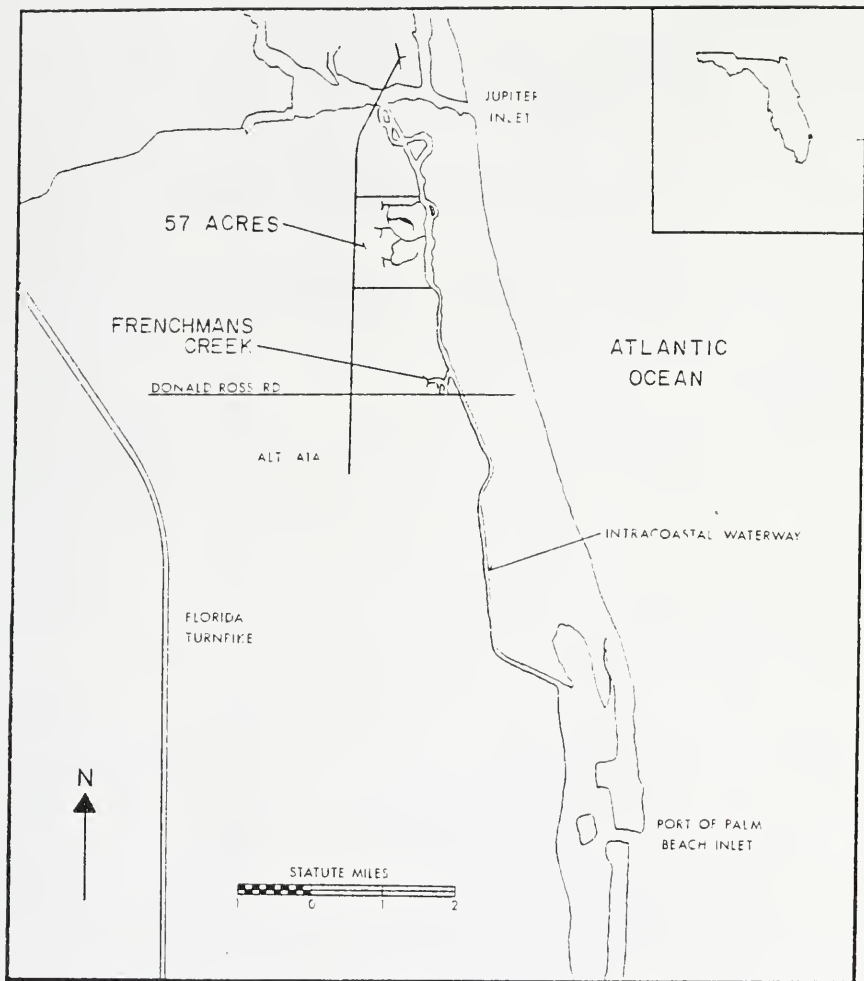 JUPITER
INLET
57 ACRES
FRENCHMANS
CREEK
DONALD ROSS RD
ATLANTIC
OCEAN
ALT A1A
INTRACOASTAL WATERWAY
FLORIDA
TURNPIKE
N
PORT OF PALM
BEACH INLET
STATUTE MILES
1 0 1 2